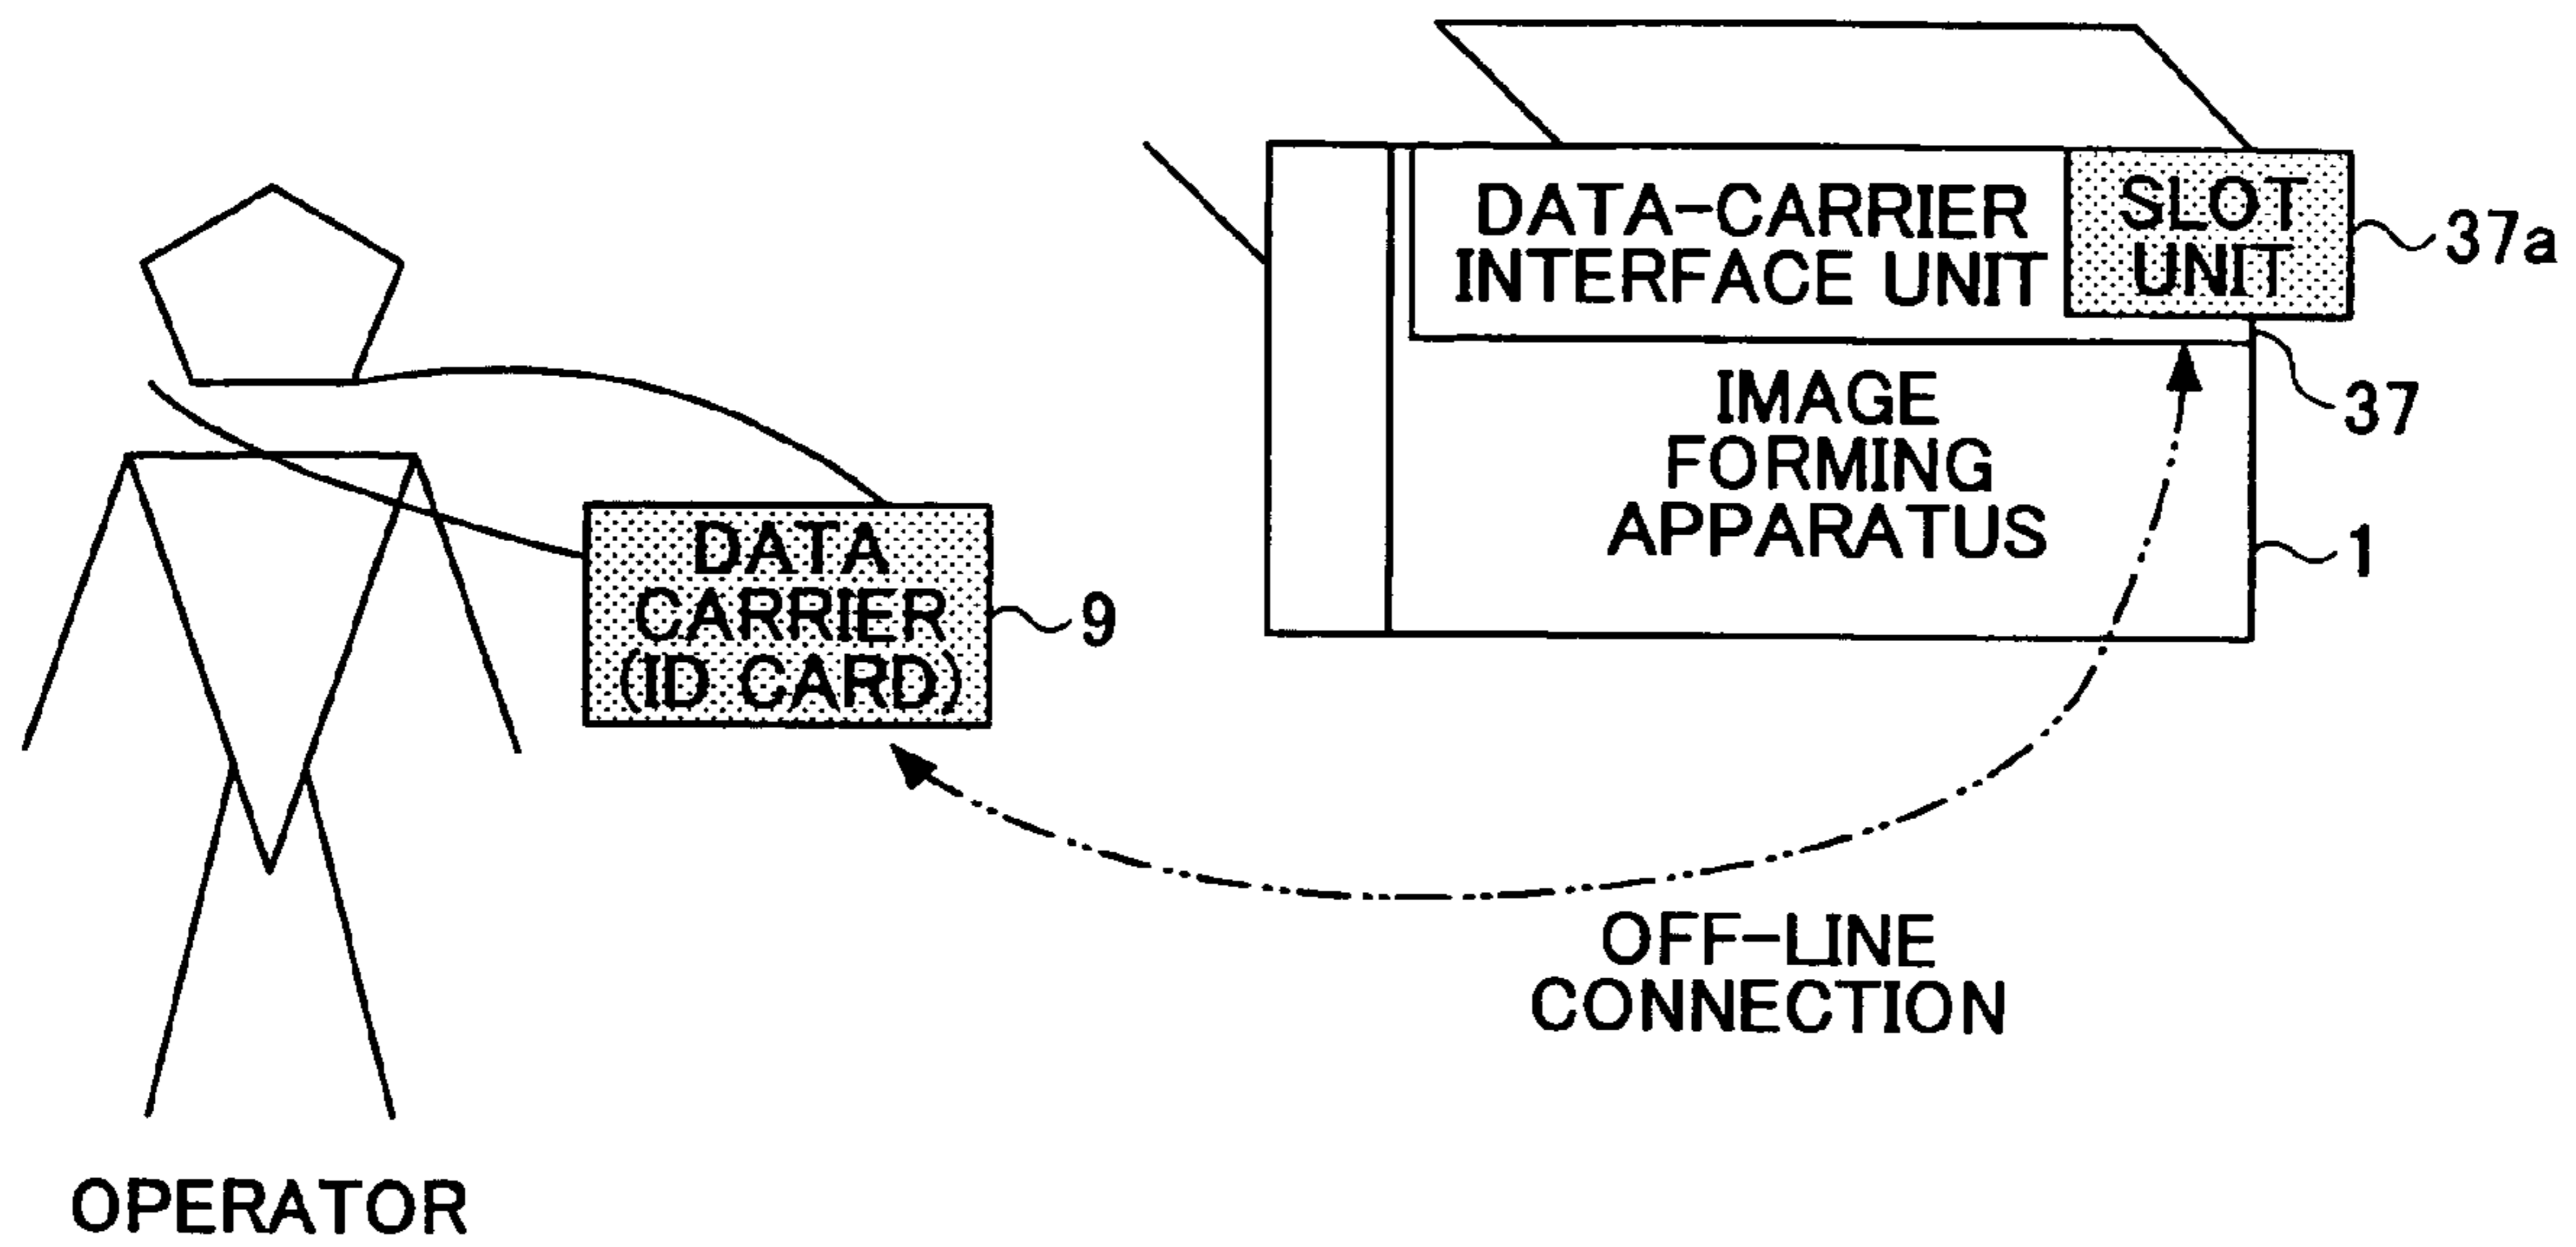 DATA-CARRIER
INTERFACE UNIT
SLOT
UNIT
37a
37
IMAGE
FORMING
APPARATUS
1
DATA
CARRIER
(ID CARD)
9
OFF-LINE
CONNECTION
OPERATOR